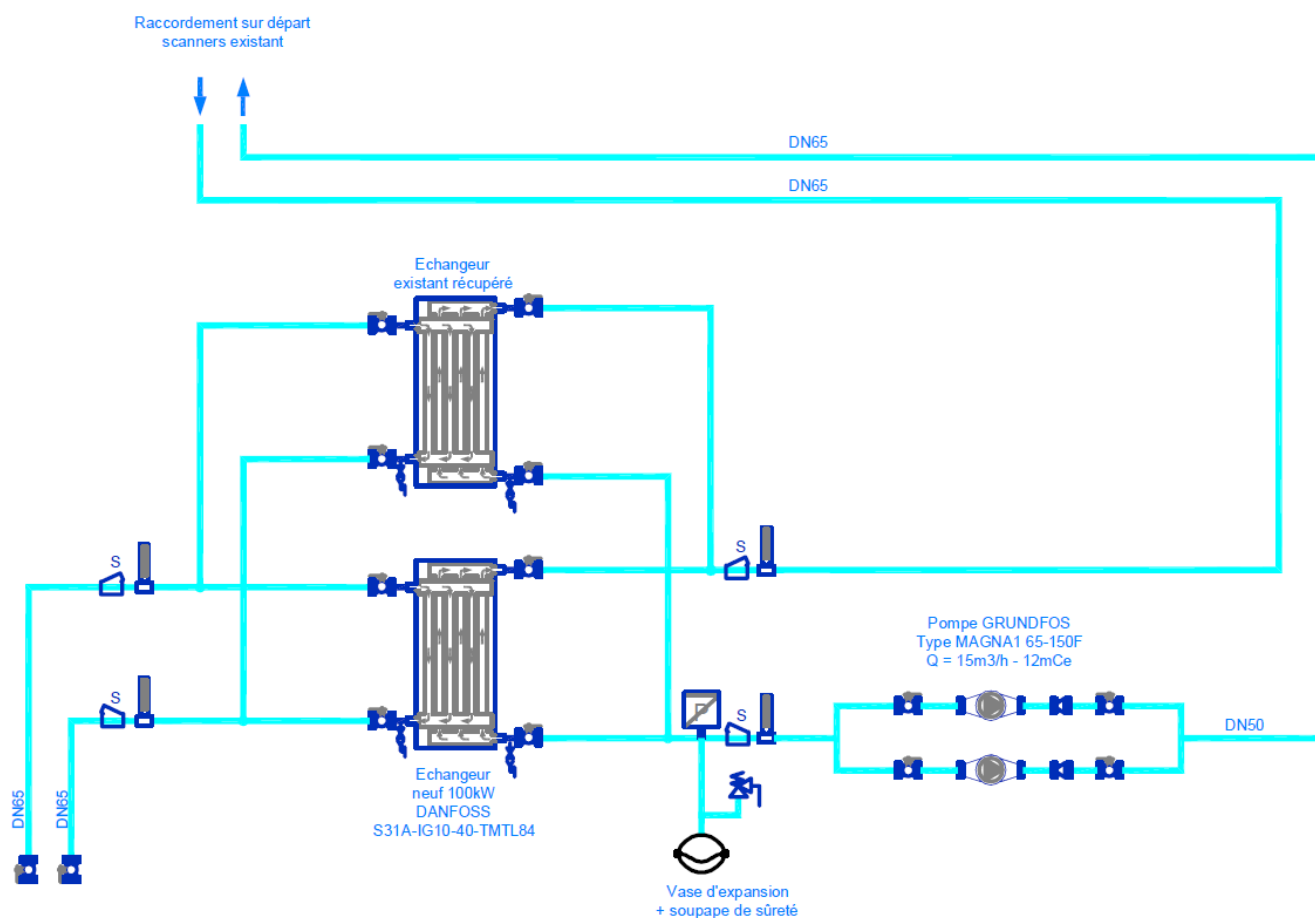 Raccordement sur départ
scanners existant
DN65
DN65
Echangeur
existant récupéré
S
S
S
P
S
Pompe GRUNDFOS
Type MAGNA1 65-150F
Q = 15m3/h - 12mCe
DN50
DN65
DN65
Echangeur
neuf 100kW
DANFOSS
S31A-IG10-40-TMTL84
Vase d'expansion
+ soupape de sûreté